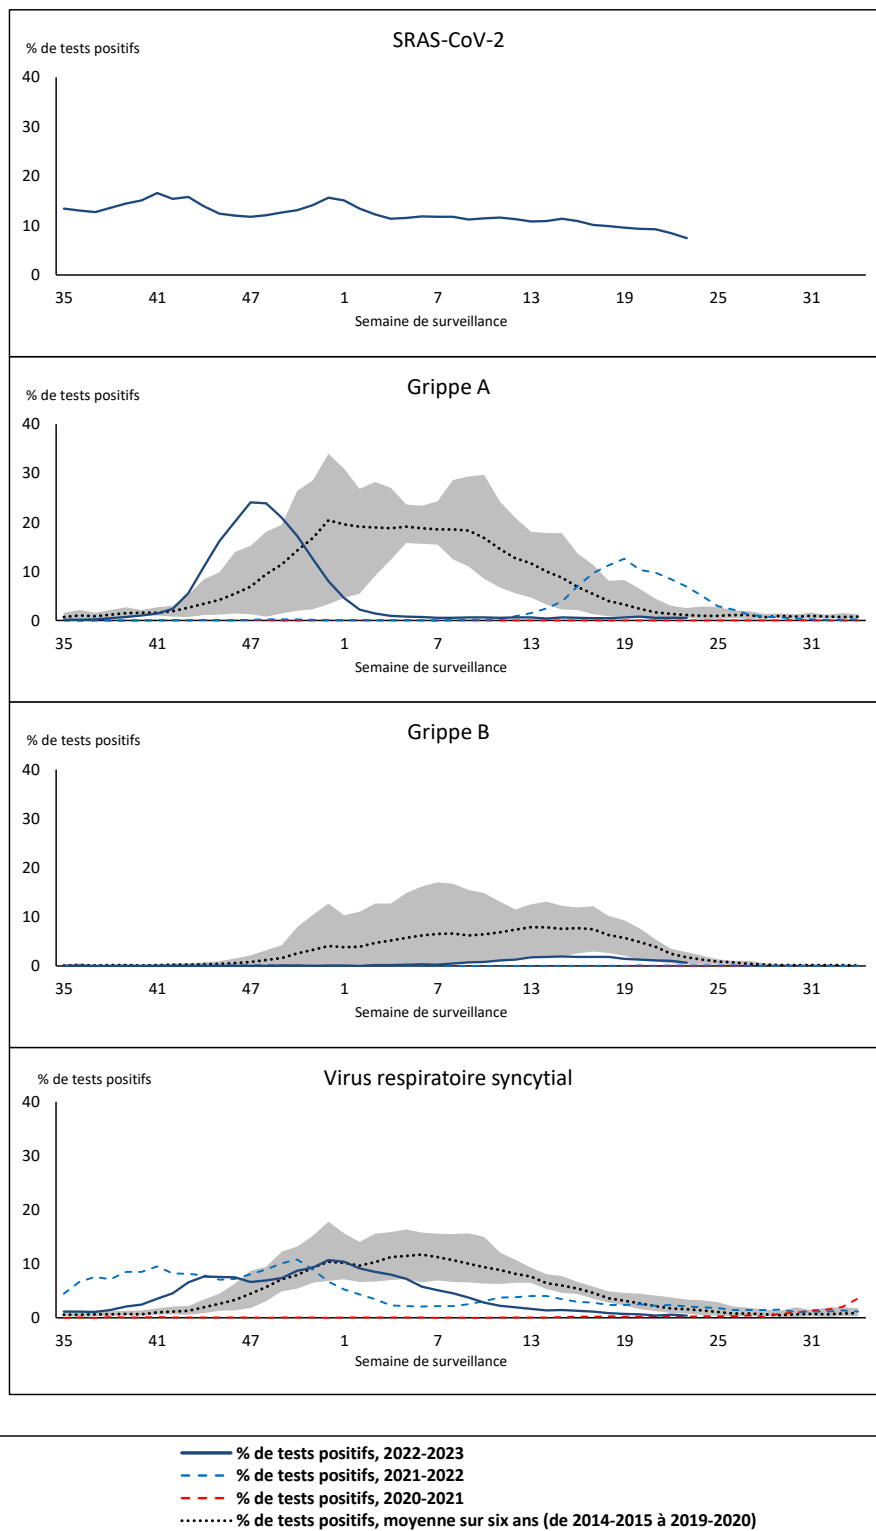 SRAS-CoV-2
% de tests positifs
40
30
20
10
0
35 41 47 1 7 13 19 25 31
Semaine de surveillance
Grippe A
% de tests positifs
40
30
20
10
0
35 41 47 1 7 13 19 25 31
Semaine de surveillance
Grippe B
% de tests positifs
40
30
20
10
0
35 41 47 1 7 13 19 25 31
Semaine de surveillance
Virus respiratoire syncytial
% de tests positifs
40
30
20
10
0
35 41 47 1 7 13 19 25 31
Semaine de surveillance
% de tests positifs, 2022-2023
% de tests positifs, 2021-2022
% de tests positifs, 2020-2021
% de tests positifs, moyenne sur six ans (de 2014-2015 à 2019-2020)